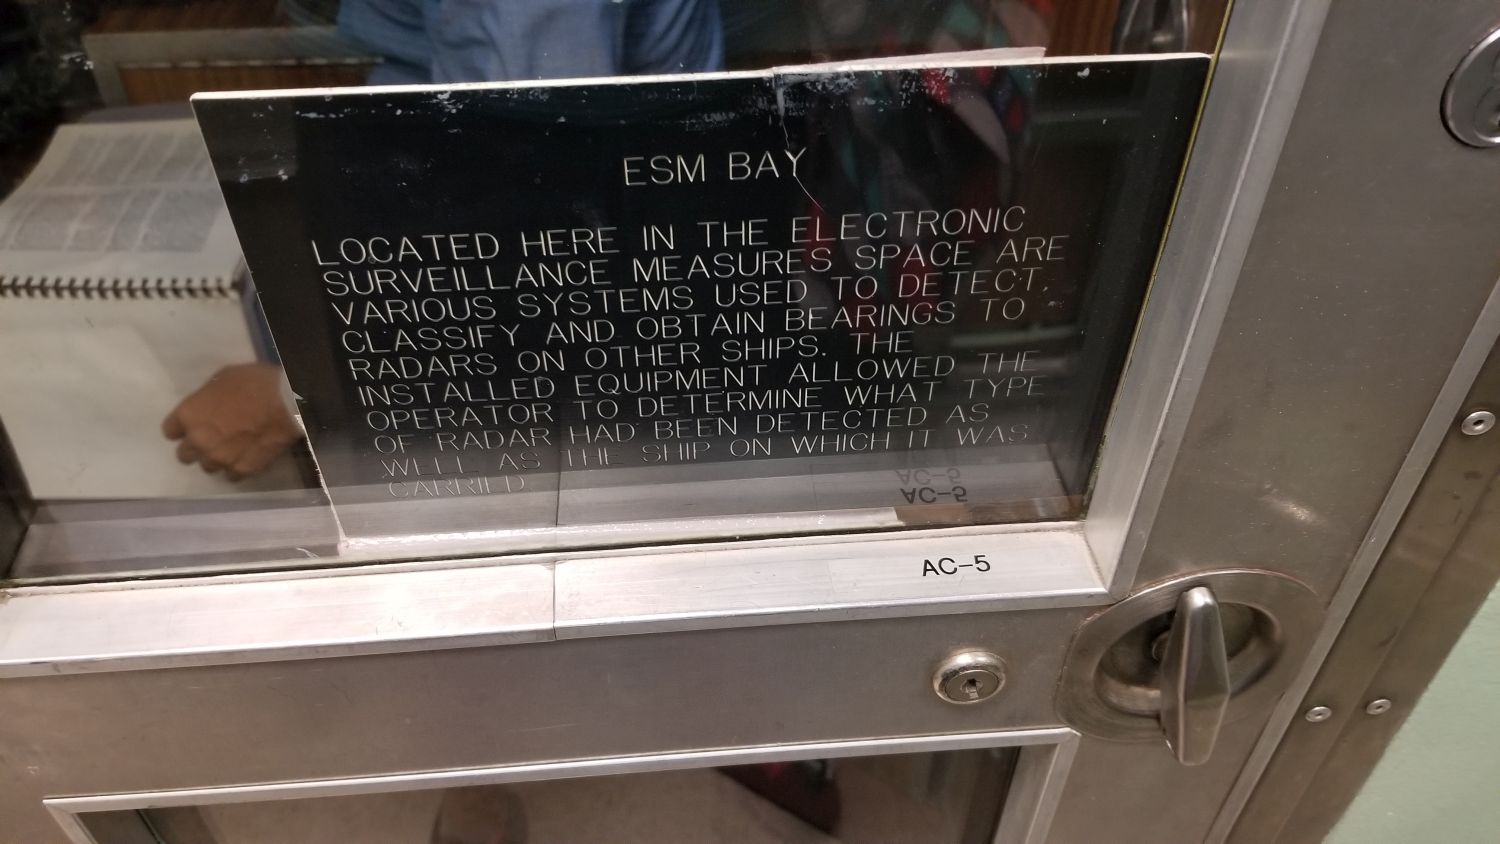 ESM BAY
LOCATED HERE IN THE ELECTRONIC
SURVEILLANCE MEASURES SPACE ARE
VARIOUS SYSTEMS USED TO DETECT,
CLASSIFY AND OBTAIN BEARINGS TO
RADARS ON OTHER SHIPS. THE
INSTALLED EQUIPMENT ALLOWED THE
OPERATOR TO DETERMINE WHAT TYPE
OF RADAR HAD BEEN DETECTED AS
WELL AS THE SHIP ON WHICH IT WAS
CARRIED
AC-5
AC-5
AC-5